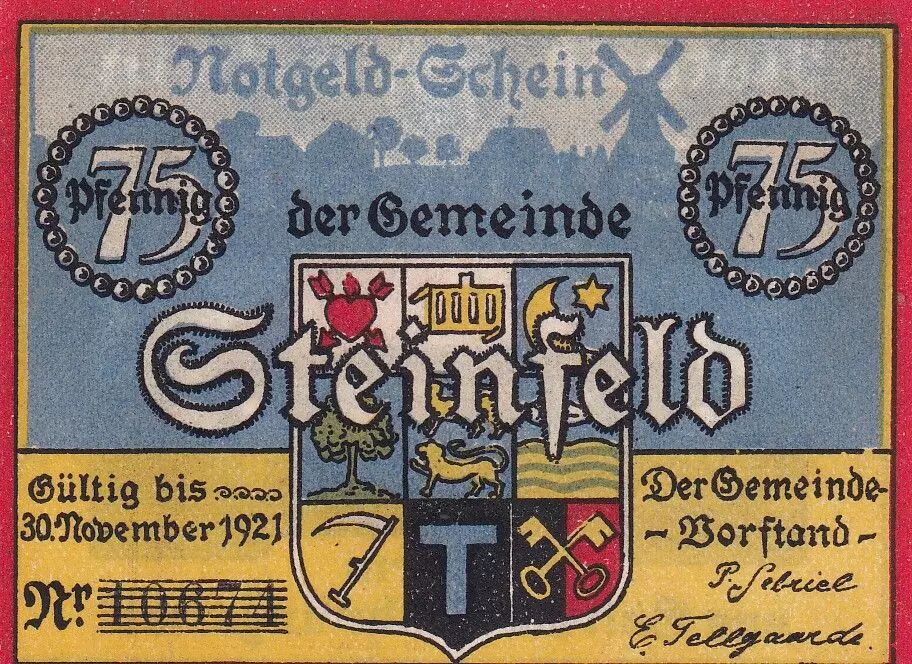 Notgeld-Schein
75
Pfennig
75
Pfennig
der Gemeinde
Steinfeld
Gültig bis
30. November 1921
Nr. 10674
T
Der Gemeinde-
- Vorstand -
E. Tellgaarde.